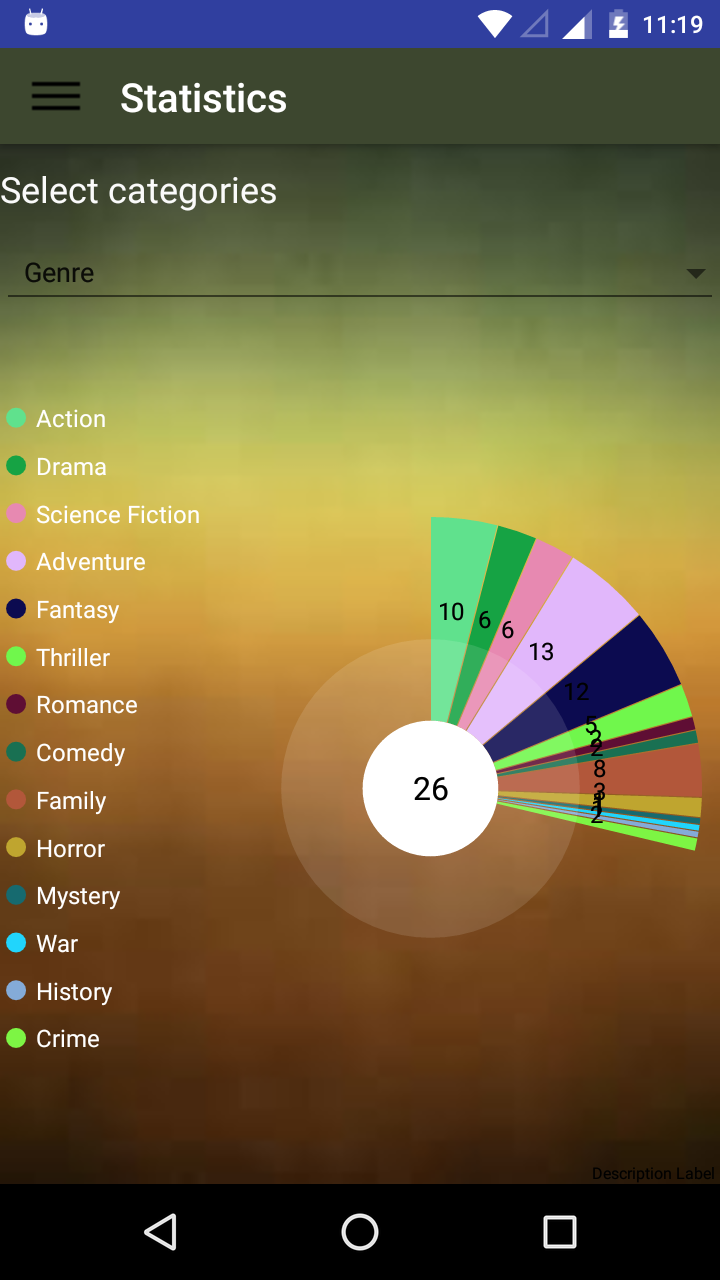 11:19
Statistics
Select categories
Genre
Action
Drama
Science Fiction
Adventure
Fantasy
Thriller
Romance
Comedy
Family
Horror
Mystery
War
History
Crime
10
6
6
13
12
5
2
8
3
1
2
26
Description Label